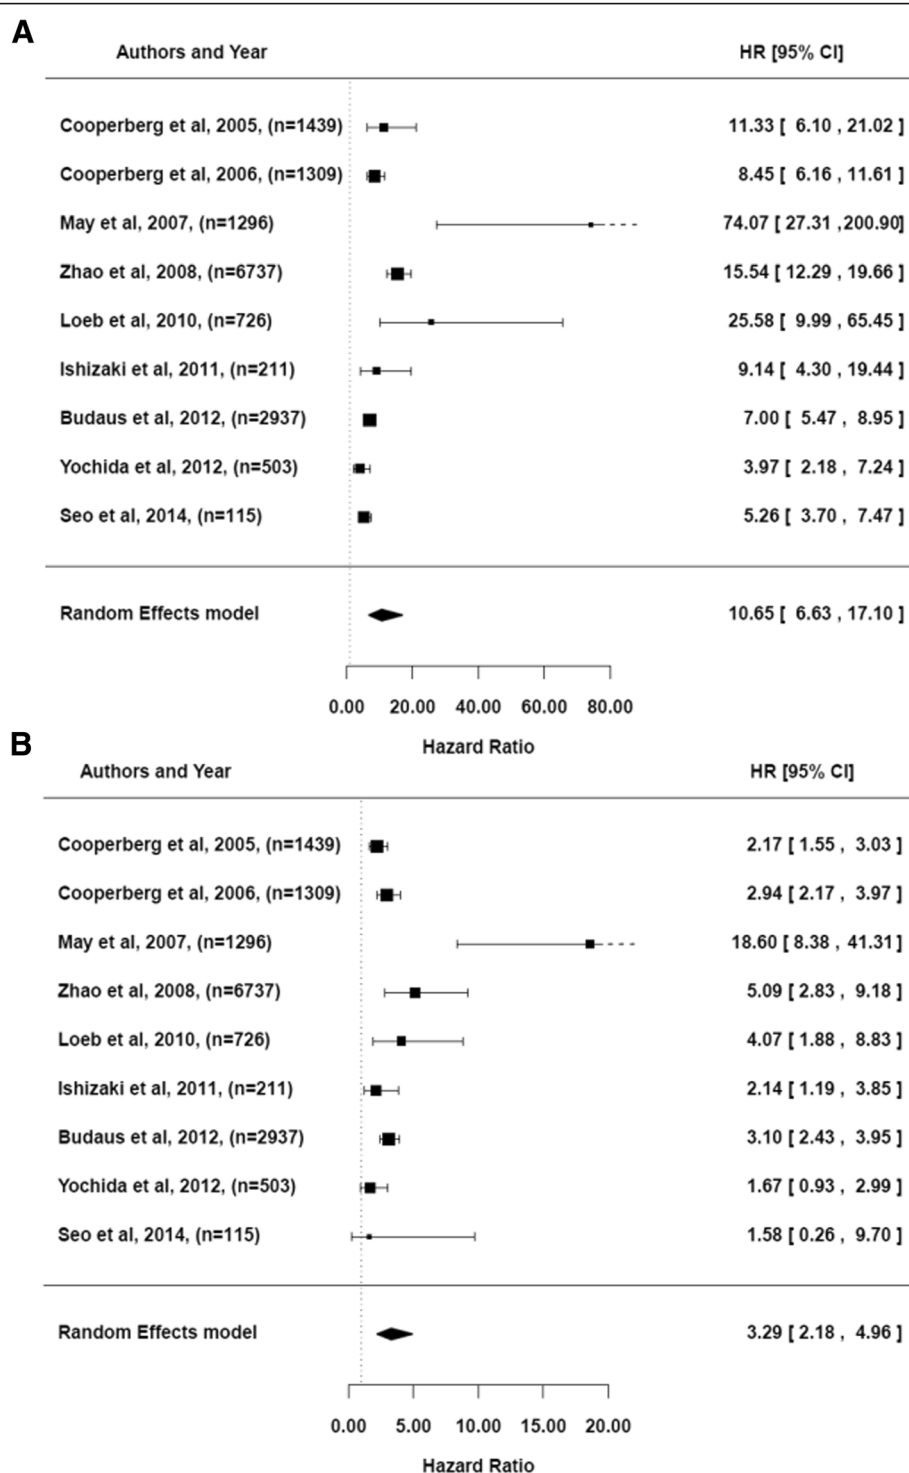 A
Authors and Year HR [95% CI]
Cooperberg et al, 2005, (n=1439) 11.33 [ 6.10 , 21.02 ]
Cooperberg et al, 2006, (n=1309) 8.45 [ 6.16 , 11.61 ]
May et al, 2007, (n=1296) 74.07 [ 27.31 ,200.90]
Zhao et al, 2008, (n=6737) 15.54 [ 12.29 , 19.66 ]
Loeb et al, 2010, (n=726) 25.58 [ 9.99 , 65.45 ]
Ishizaki et al, 2011, (n=211) 9.14 [ 4.30 , 19.44 ]
Budaus et al, 2012, (n=2937) 7.00 [ 5.47 , 8.95 ]
Yochida et al, 2012, (n=503) 3.97 [ 2.18 , 7.24 ]
Seo et al, 2014, (n=115) 5.26 [ 3.70 , 7.47 ]
Random Effects model 10.65 [ 6.63 , 17.10 ]
0.00 20.00 40.00 60.00 80.00
Hazard Ratio
B
Authors and Year HR [95% CI]
Cooperberg et al, 2005, (n=1439) 2.17 [ 1.55 , 3.03 ]
Cooperberg et al, 2006, (n=1309) 2.94 [ 2.17 , 3.97 ]
May et al, 2007, (n=1296) 18.60 [ 8.38 , 41.31 ]
Zhao et al, 2008, (n=6737) 5.09 [ 2.83 , 9.18 ]
Loeb et al, 2010, (n=726) 4.07 [ 1.88 , 8.83 ]
Ishizaki et al, 2011, (n=211) 2.14 [ 1.19 , 3.85 ]
Budaus et al, 2012, (n=2937) 3.10 [ 2.43 , 3.95 ]
Yochida et al, 2012, (n=503) 1.67 [ 0.93 , 2.99 ]
Seo et al, 2014, (n=115) 1.58 [ 0.26 , 9.70 ]
Random Effects model 3.29 [ 2.18 , 4.96 ]
0.00 5.00 10.00 15.00 20.00
Hazard Ratio